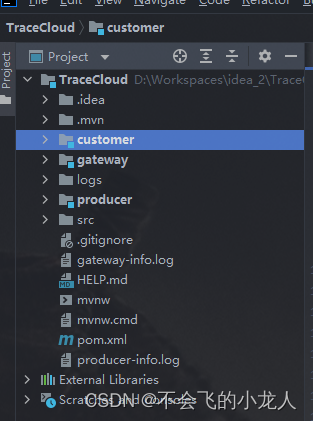 File Edit View Navigate Code Refactor
TraceCloud customer
Project
Project
TraceCloud D:\Workspaces\idea_2\Trace
.idea
.mvn
customer
gateway
logs
producer
src
.gitignore
gateway-info.log
HELP.md
mvnw
mvnw.cmd
pom.xml
producer-info.log
External Libraries
Scratches and Consoles
CSDN @不会飞的小龙人